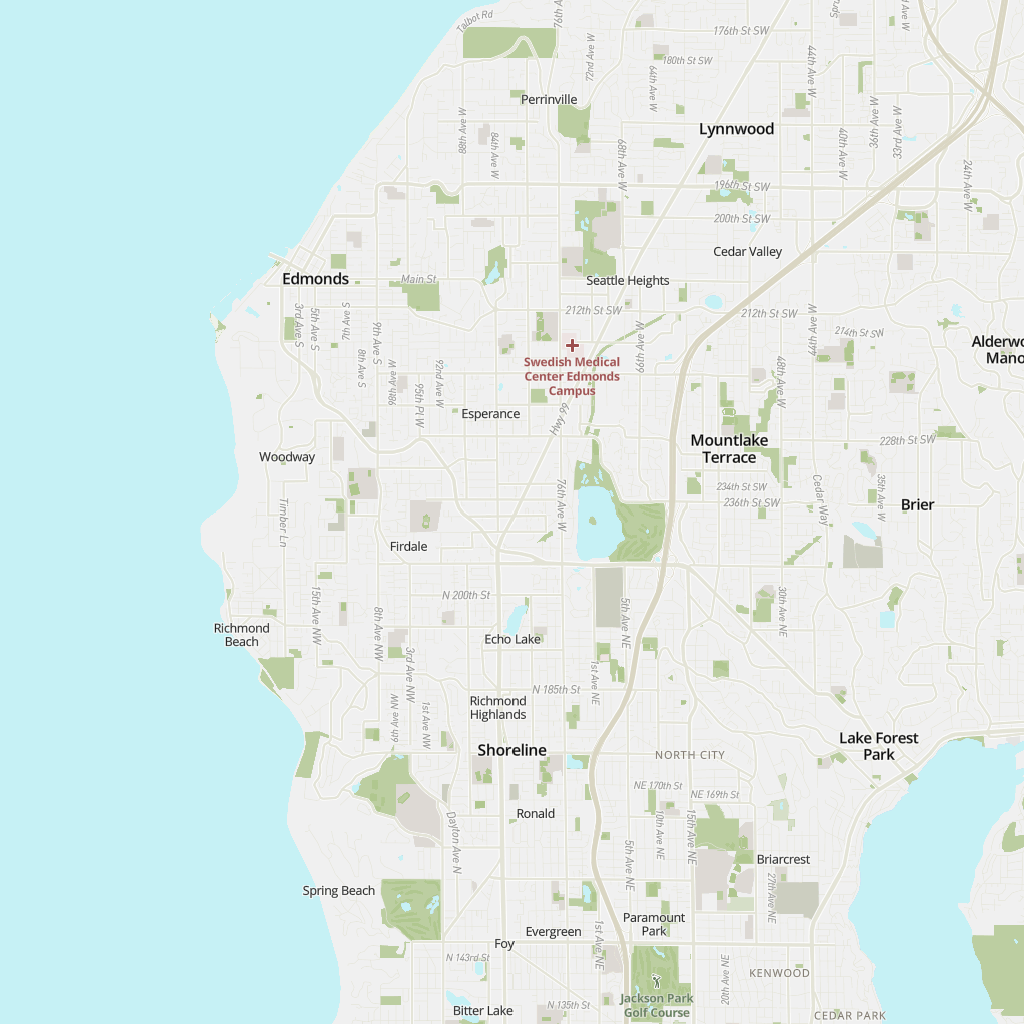 Talbot Rd
76th Ave W
72nd Ave W
176th St SW
180th St SW
64th Ave W
44th Ave W
Perrinville
88th Ave W
84th Ave W
68th Ave W
Lynnwood
40th Ave W
36th Ave W
33rd Ave W
24th Ave W
196th St SW
200th St SW
Cedar Valley
Edmonds
Main St
Seattle Heights
212th St SW
212th St SW
3rd Ave S
5th Ave S
7th Ave S
8th Ave S
9th Ave S
66th Ave W
44th Ave W
214th St SW
Alderwo
Mano
Swedish Medical
Center Edmonds
Campus
98th Ave W
95th Pl W
92nd Ave W
48th Ave W
Esperance
Hwy 99
Mountlake
Terrace
228th St SW
Woodway
234th St SW
236th St SW
Cedar Way
35th Ave W
Brier
76th Ave W
Timber Ln
Firdale
N 200th St
15th Ave NW
8th Ave NW
5th Ave NE
30th Ave NE
Richmond
Beach
Echo Lake
3rd Ave NW
1st Ave NE
N 185th St
Richmond
Highlands
6th Ave NW
1st Ave NW
Shoreline
NORTH CITY
Lake Forest
Park
NE 170th St
NE 169th St
Ronald
Dayton Ave N
10th Ave NE
15th Ave NE
5th Ave NE
Briarcrest
27th Ave NE
Spring Beach
Paramount
Park
Evergreen
1st Ave NE
Foy
N 143rd St
20th Ave NE
KENWOOD
Jackson Park
Golf Course
N 135th St
Bitter Lake
CEDAR PARK